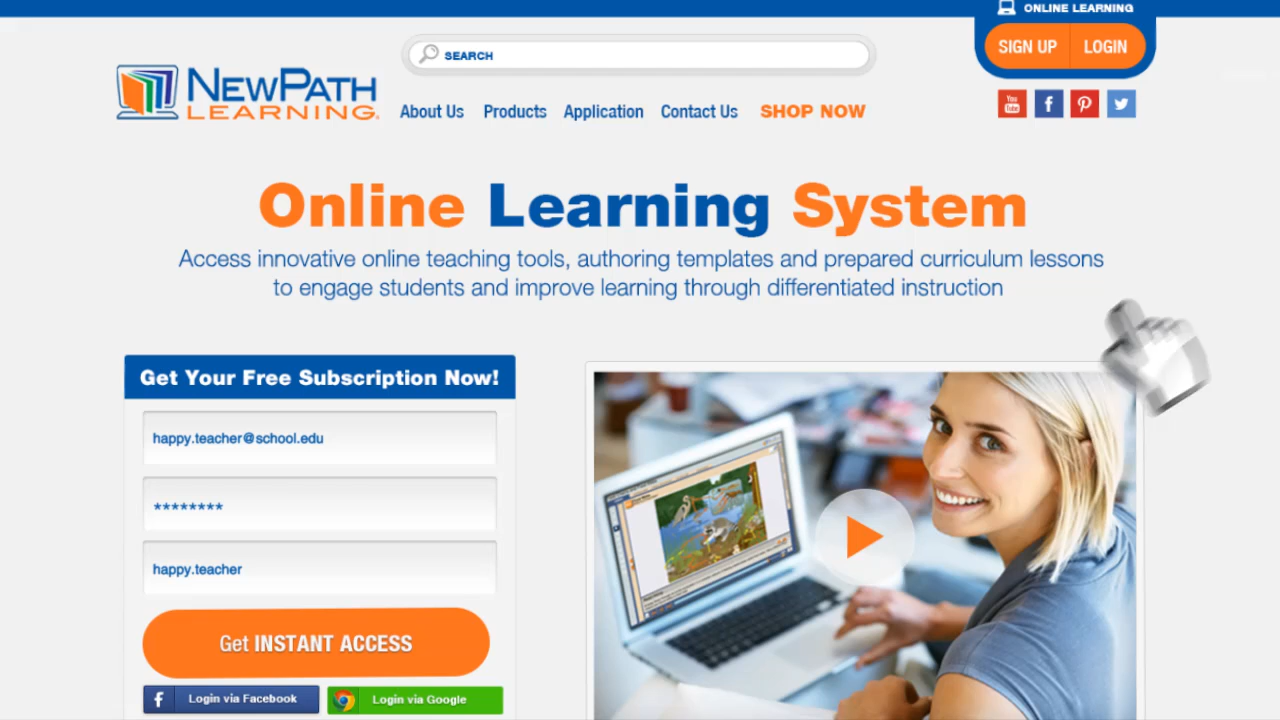 ONLINE LEARNING
SIGN UP
LOGIN
SEARCH
NEWPATH
LEARNING®
About Us
Products
Application
Contact Us
SHOP NOW
You
Tube
Online Learning System
Access innovative online teaching tools, authoring templates and prepared curriculum lessons
to engage students and improve learning through differentiated instruction
Get Your Free Subscription Now!
happy.teacher@school.edu
********
happy.teacher
Get INSTANT ACCESS
Login via Facebook
Login via Google